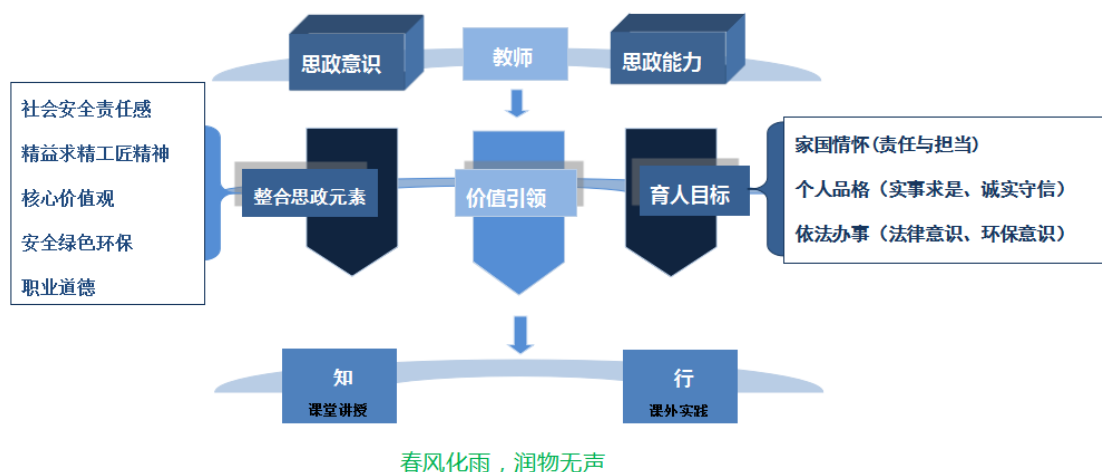 思政意识
教师
思政能力
社会安全责任感
精益求精工匠精神
核心价值观
安全绿色环保
职业道德
整合思政元素
价值引领
育人目标
家国情怀(责任与担当)
个人品格（实事求是、诚实守信）
依法办事（法律意识、环保意识）
知
课堂讲授
行
课外实践
春风化雨，润物无声